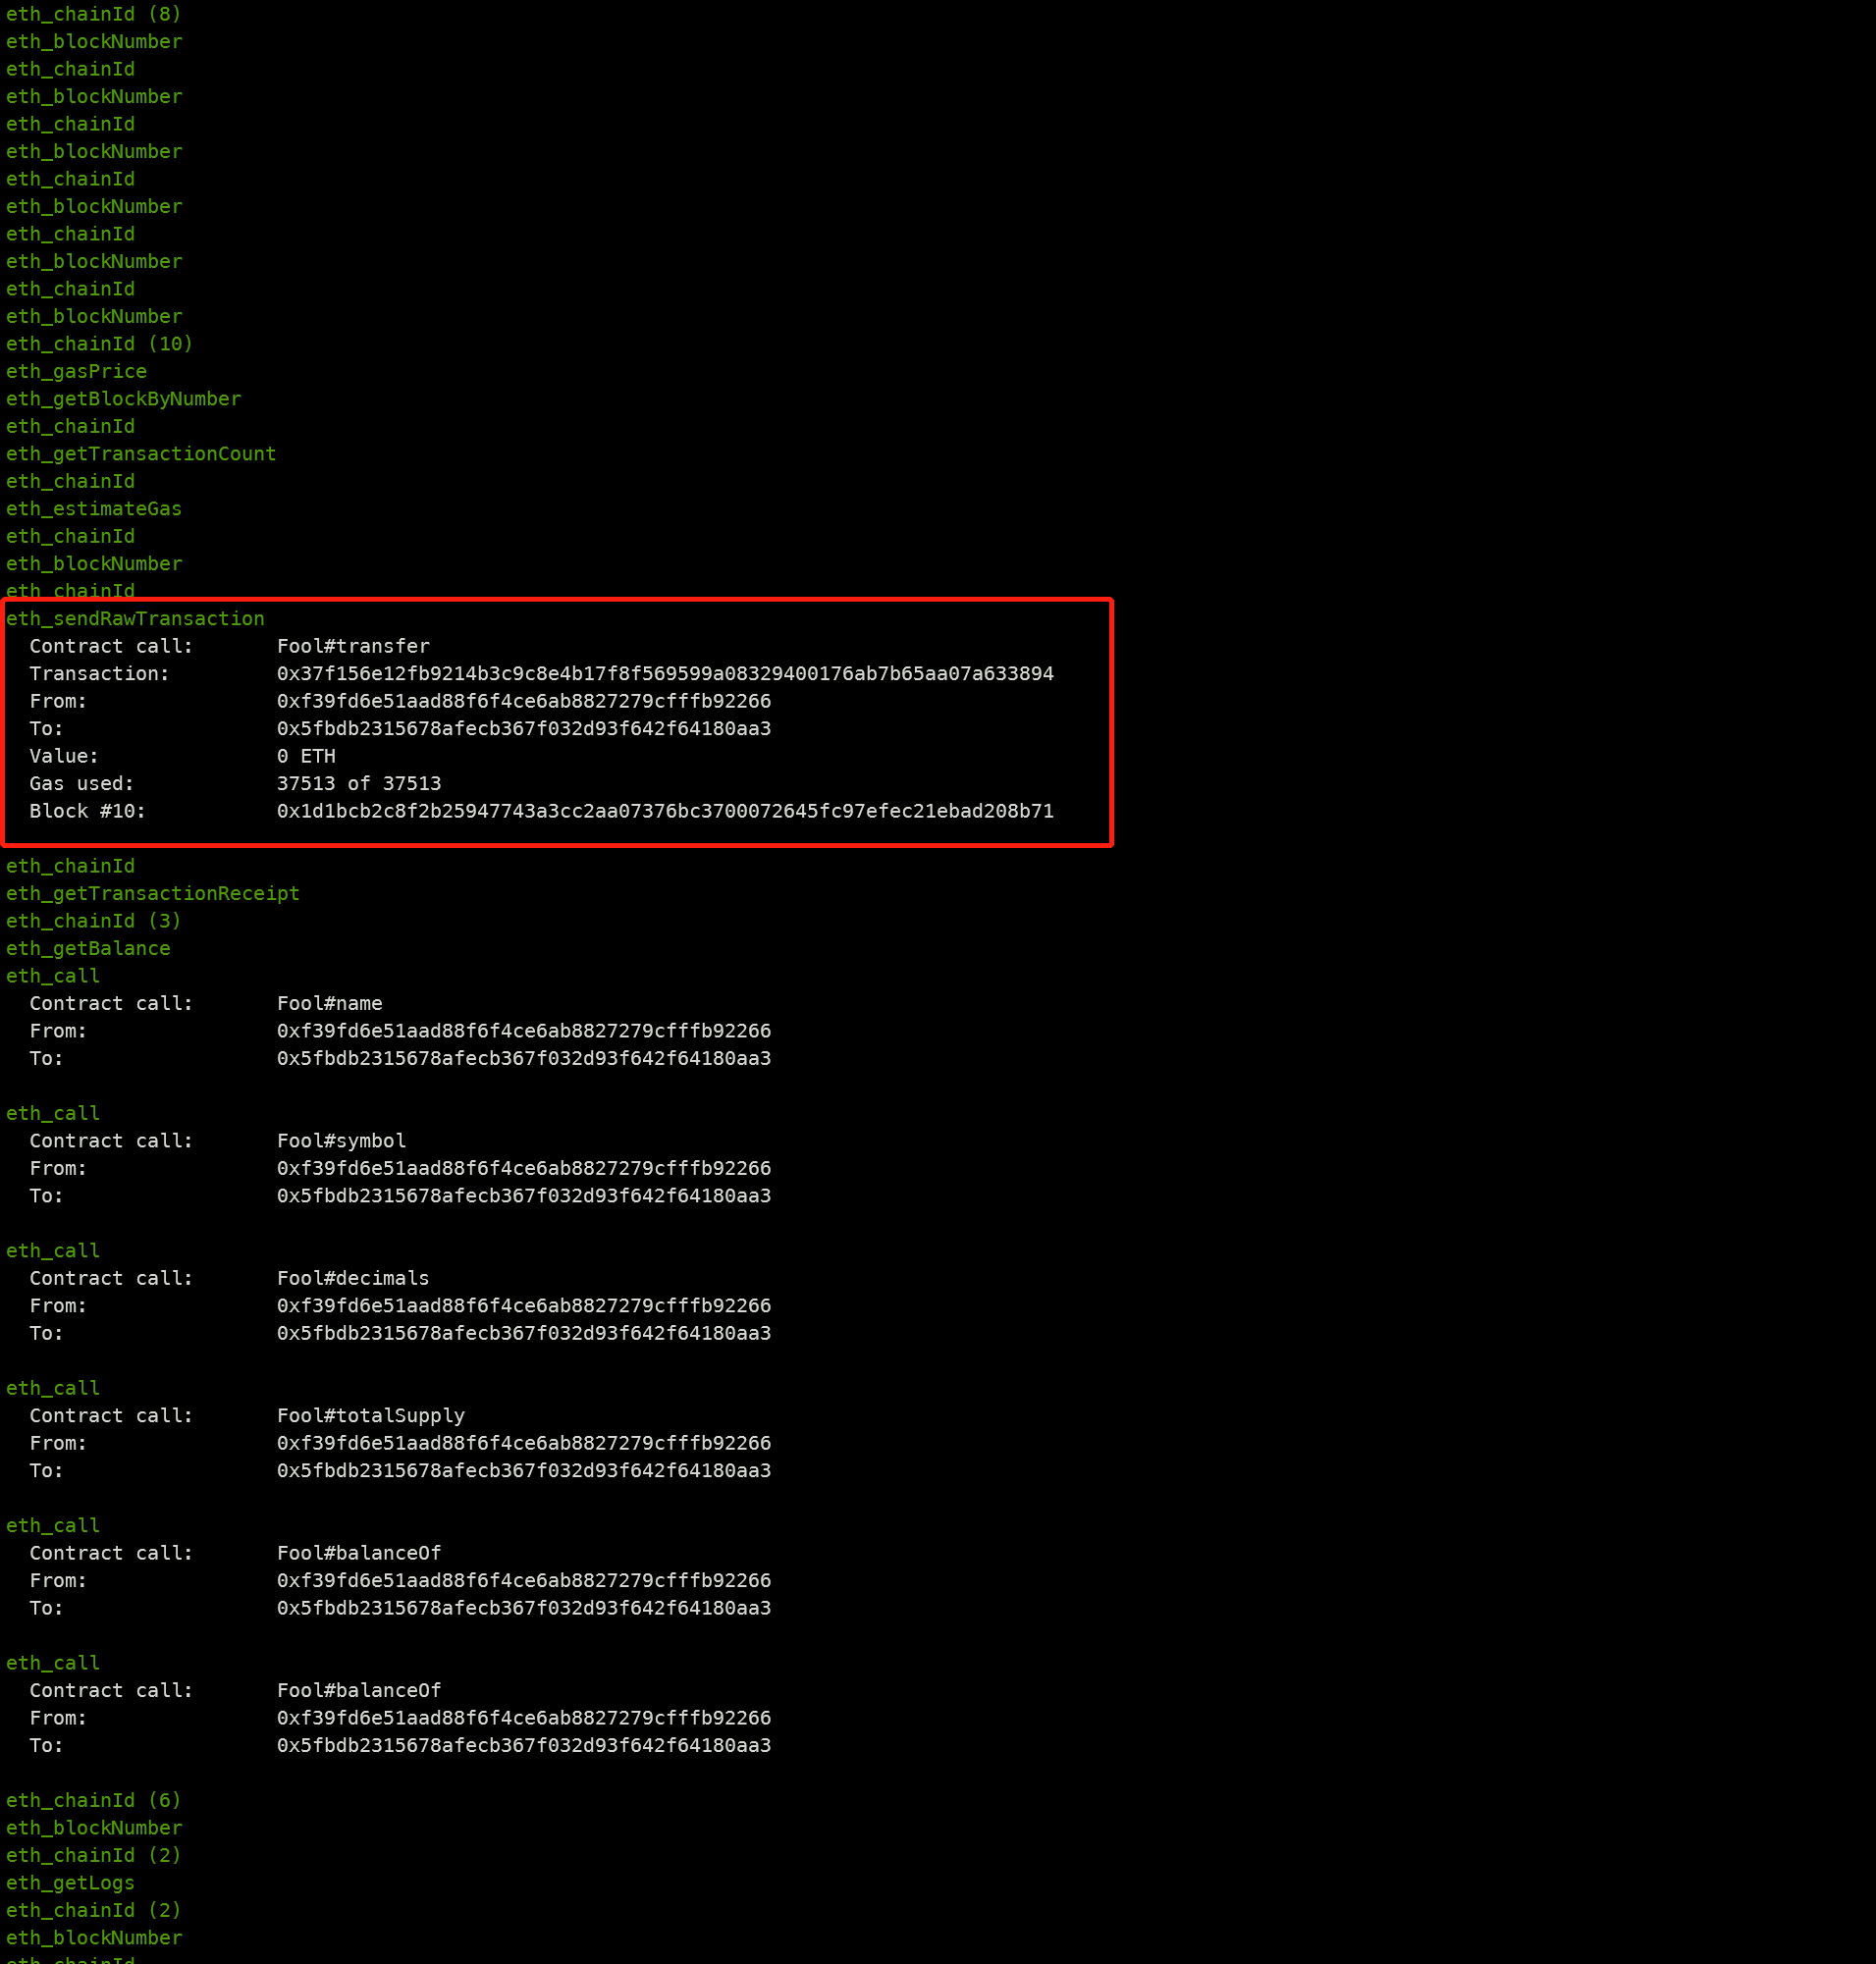 eth_chainId (8)
eth_blockNumber
eth_chainId
eth_blockNumber
eth_chainId
eth_blockNumber
eth_chainId
eth_blockNumber
eth_chainId
eth_blockNumber
eth_chainId
eth_blockNumber
eth_chainId (10)
eth_gasPrice
eth_getBlockByNumber
eth_chainId
eth_getTransactionCount
eth_chainId
eth_estimateGas
eth_chainId
eth_blockNumber
eth_chainId
eth_sendRawTransaction
Contract call: Fool#transfer
Transaction: 0x37f156e12fb9214b3c9c8e4b17f8f569599a08329400176ab7b65aa07a633894
From: 0xf39fd6e51aad88f6f4ce6ab8827279cfffb92266
To: 0x5fbdb2315678afecb367f032d93f642f64180aa3
Value: 0 ETH
Gas used: 37513 of 37513
Block #10: 0x1d1bcb2c8f2b25947743a3cc2aa07376bc3700072645fc97efec21ebad208b71
eth_chainId
eth_getTransactionReceipt
eth_chainId (3)
eth_getBalance
eth_call
Contract call: Fool#name
From: 0xf39fd6e51aad88f6f4ce6ab8827279cfffb92266
To: 0x5fbdb2315678afecb367f032d93f642f64180aa3
eth_call
Contract call: Fool#symbol
From: 0xf39fd6e51aad88f6f4ce6ab8827279cfffb92266
To: 0x5fbdb2315678afecb367f032d93f642f64180aa3
eth_call
Contract call: Fool#decimals
From: 0xf39fd6e51aad88f6f4ce6ab8827279cfffb92266
To: 0x5fbdb2315678afecb367f032d93f642f64180aa3
eth_call
Contract call: Fool#totalSupply
From: 0xf39fd6e51aad88f6f4ce6ab8827279cfffb92266
To: 0x5fbdb2315678afecb367f032d93f642f64180aa3
eth_call
Contract call: Fool#balanceOf
From: 0xf39fd6e51aad88f6f4ce6ab8827279cfffb92266
To: 0x5fbdb2315678afecb367f032d93f642f64180aa3
eth_call
Contract call: Fool#balanceOf
From: 0xf39fd6e51aad88f6f4ce6ab8827279cfffb92266
To: 0x5fbdb2315678afecb367f032d93f642f64180aa3
eth_chainId (6)
eth_blockNumber
eth_chainId (2)
eth_getLogs
eth_chainId (2)
eth_blockNumber
eth_chainId